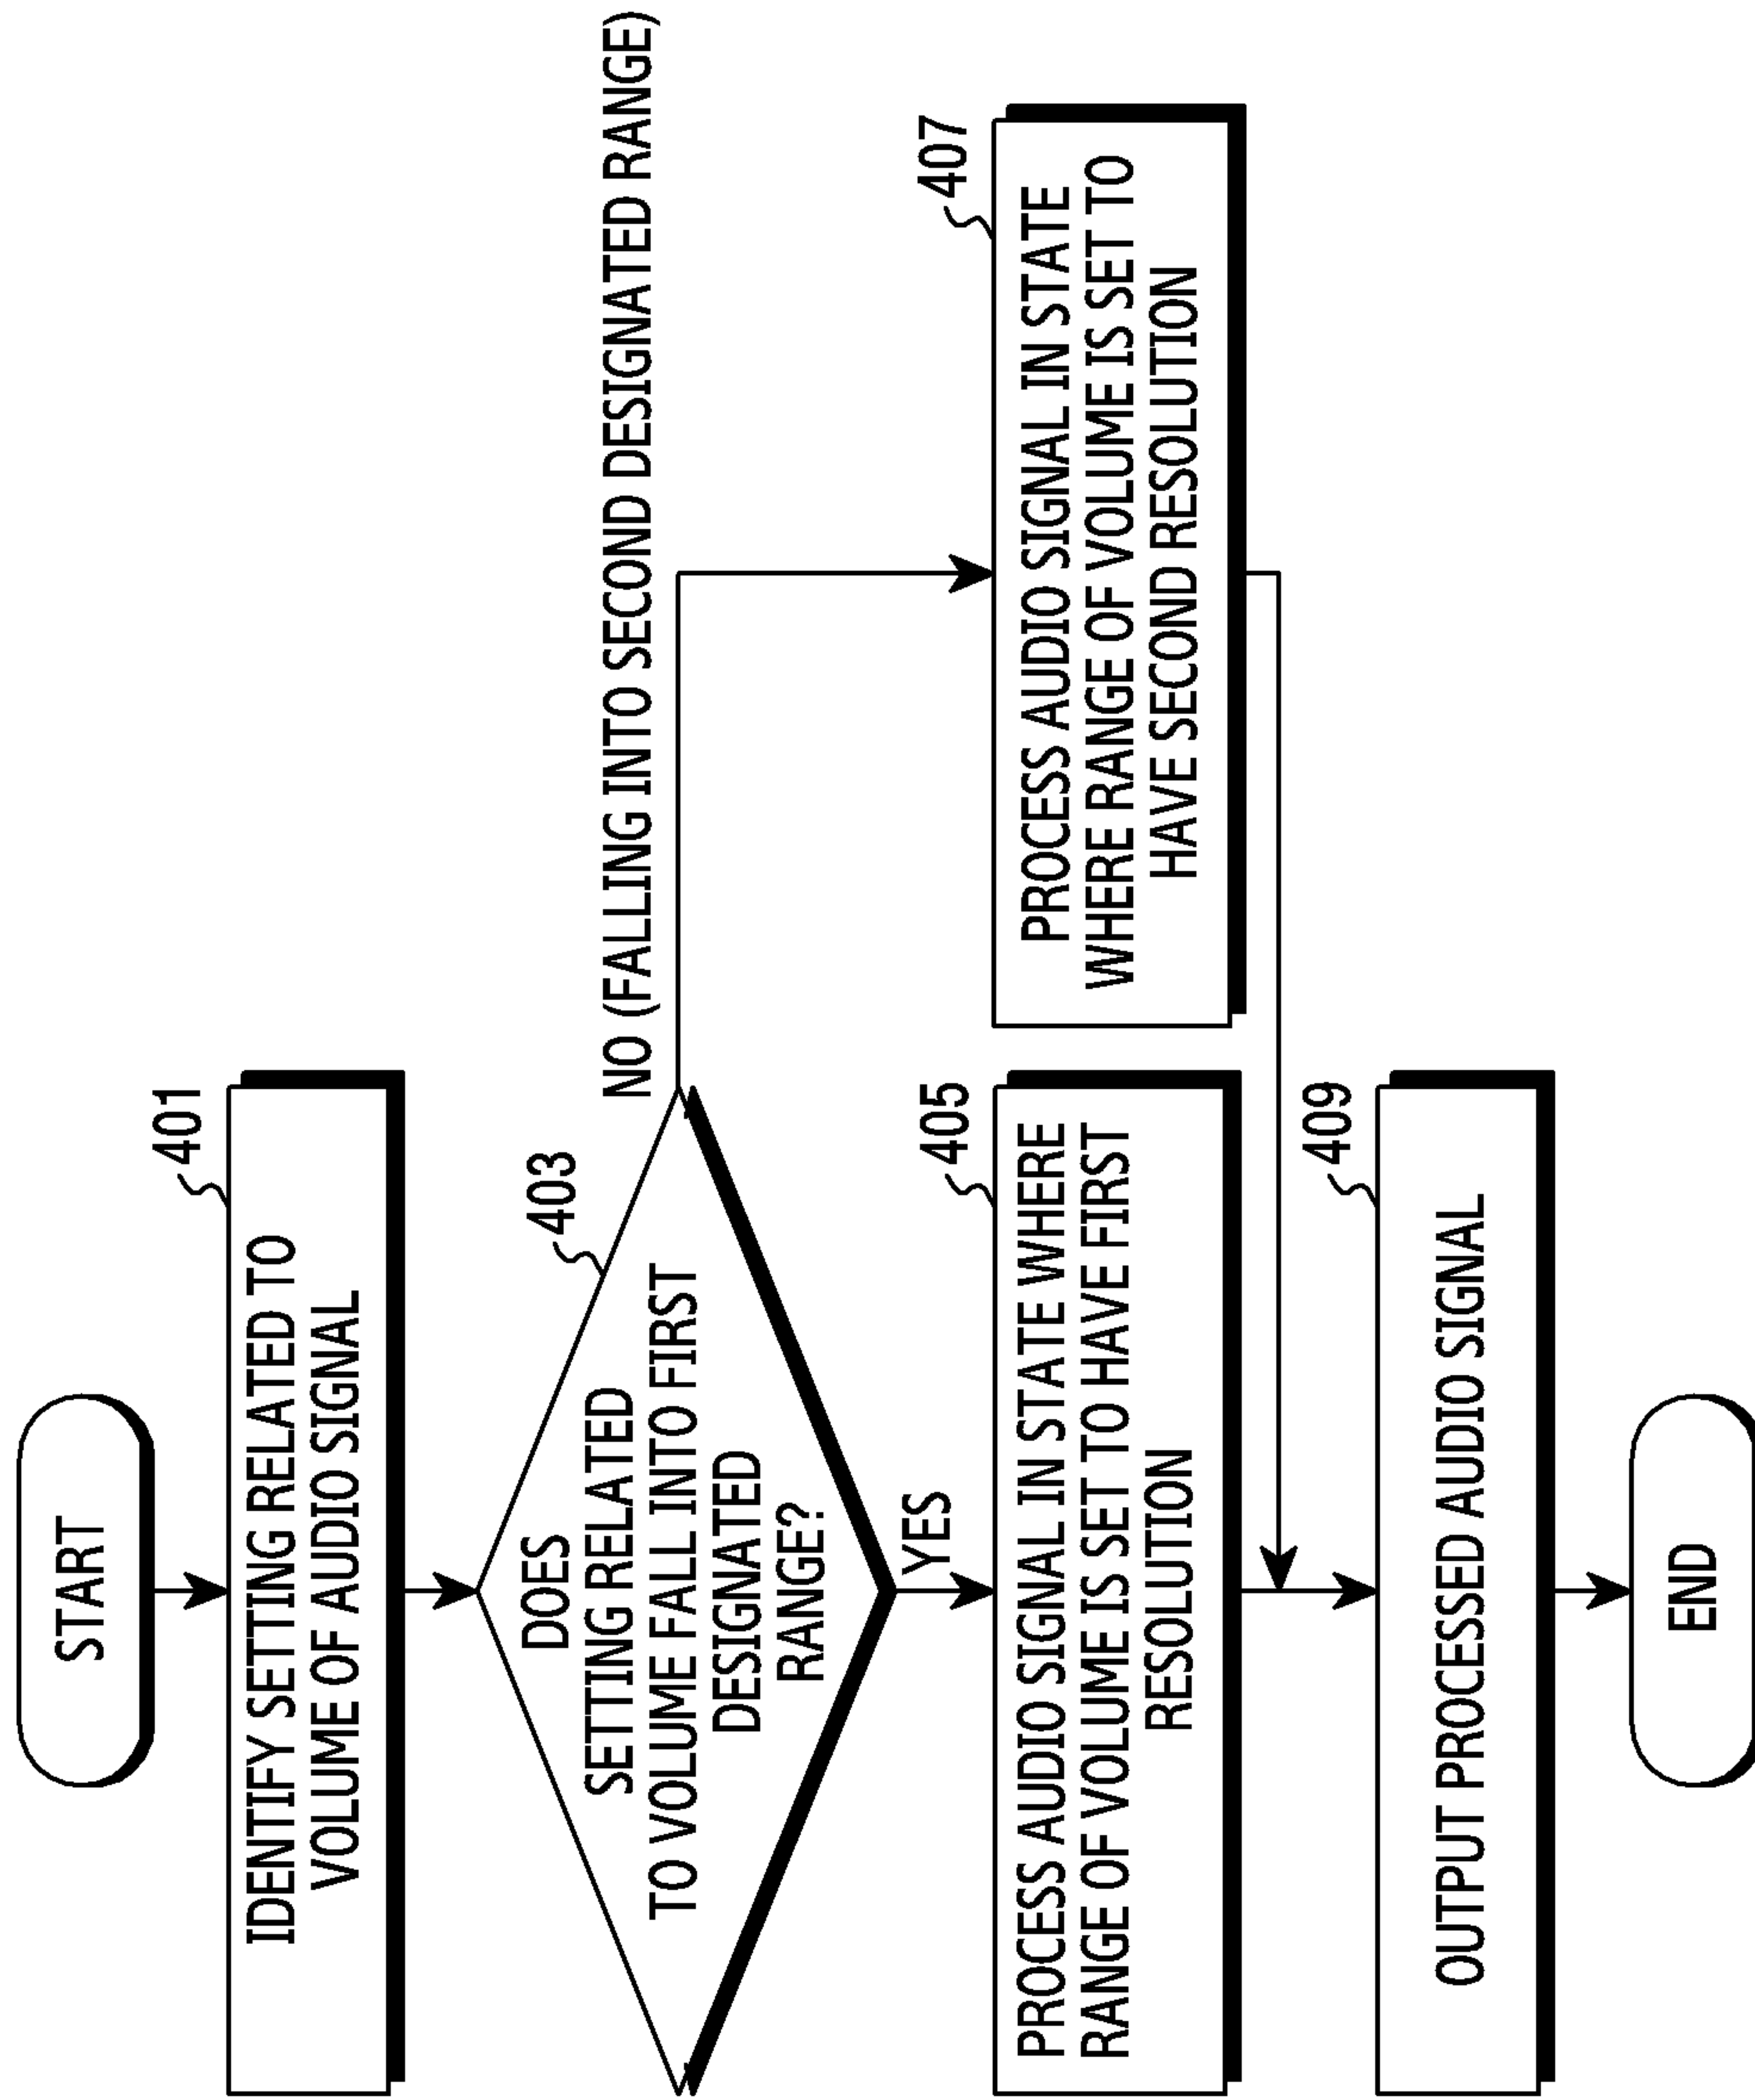 START
401
IDENTIFY SETTING RELATED TO
VOLUME OF AUDIO SIGNAL
403
DOES
SETTING RELATED
TO VOLUME FALL INTO FIRST
DESIGNATED
RANGE?
NO (FALLING INTO SECOND DESIGNATED RANGE)
YES
405
PROCESS AUDIO SIGNAL IN STATE WHERE
RANGE OF VOLUME IS SET TO HAVE FIRST
RESOLUTION
407
PROCESS AUDIO SIGNAL IN STATE
WHERE RANGE OF VOLUME IS SET TO
HAVE SECOND RESOLUTION
409
OUTPUT PROCESSED AUDIO SIGNAL
END